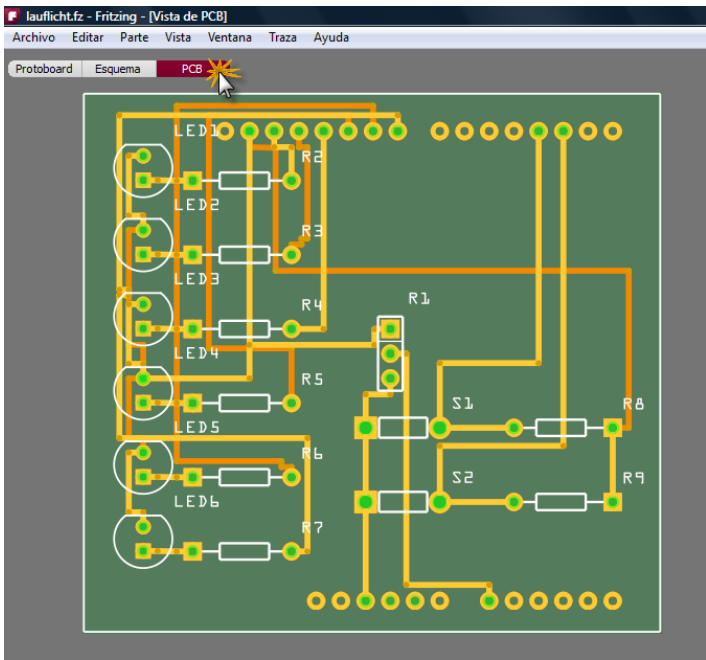 lauflicht.fz - Fritzing - [Vista de PCB]
Archivo Editar Parte Vista Ventana Traza Ayuda
Protoboard Esquema PCB
LED1
R2
LED2
R3
LED3
R4
R1
LED4
R5
S1
R8
LED5
R6
S2
R9
LED6
R7